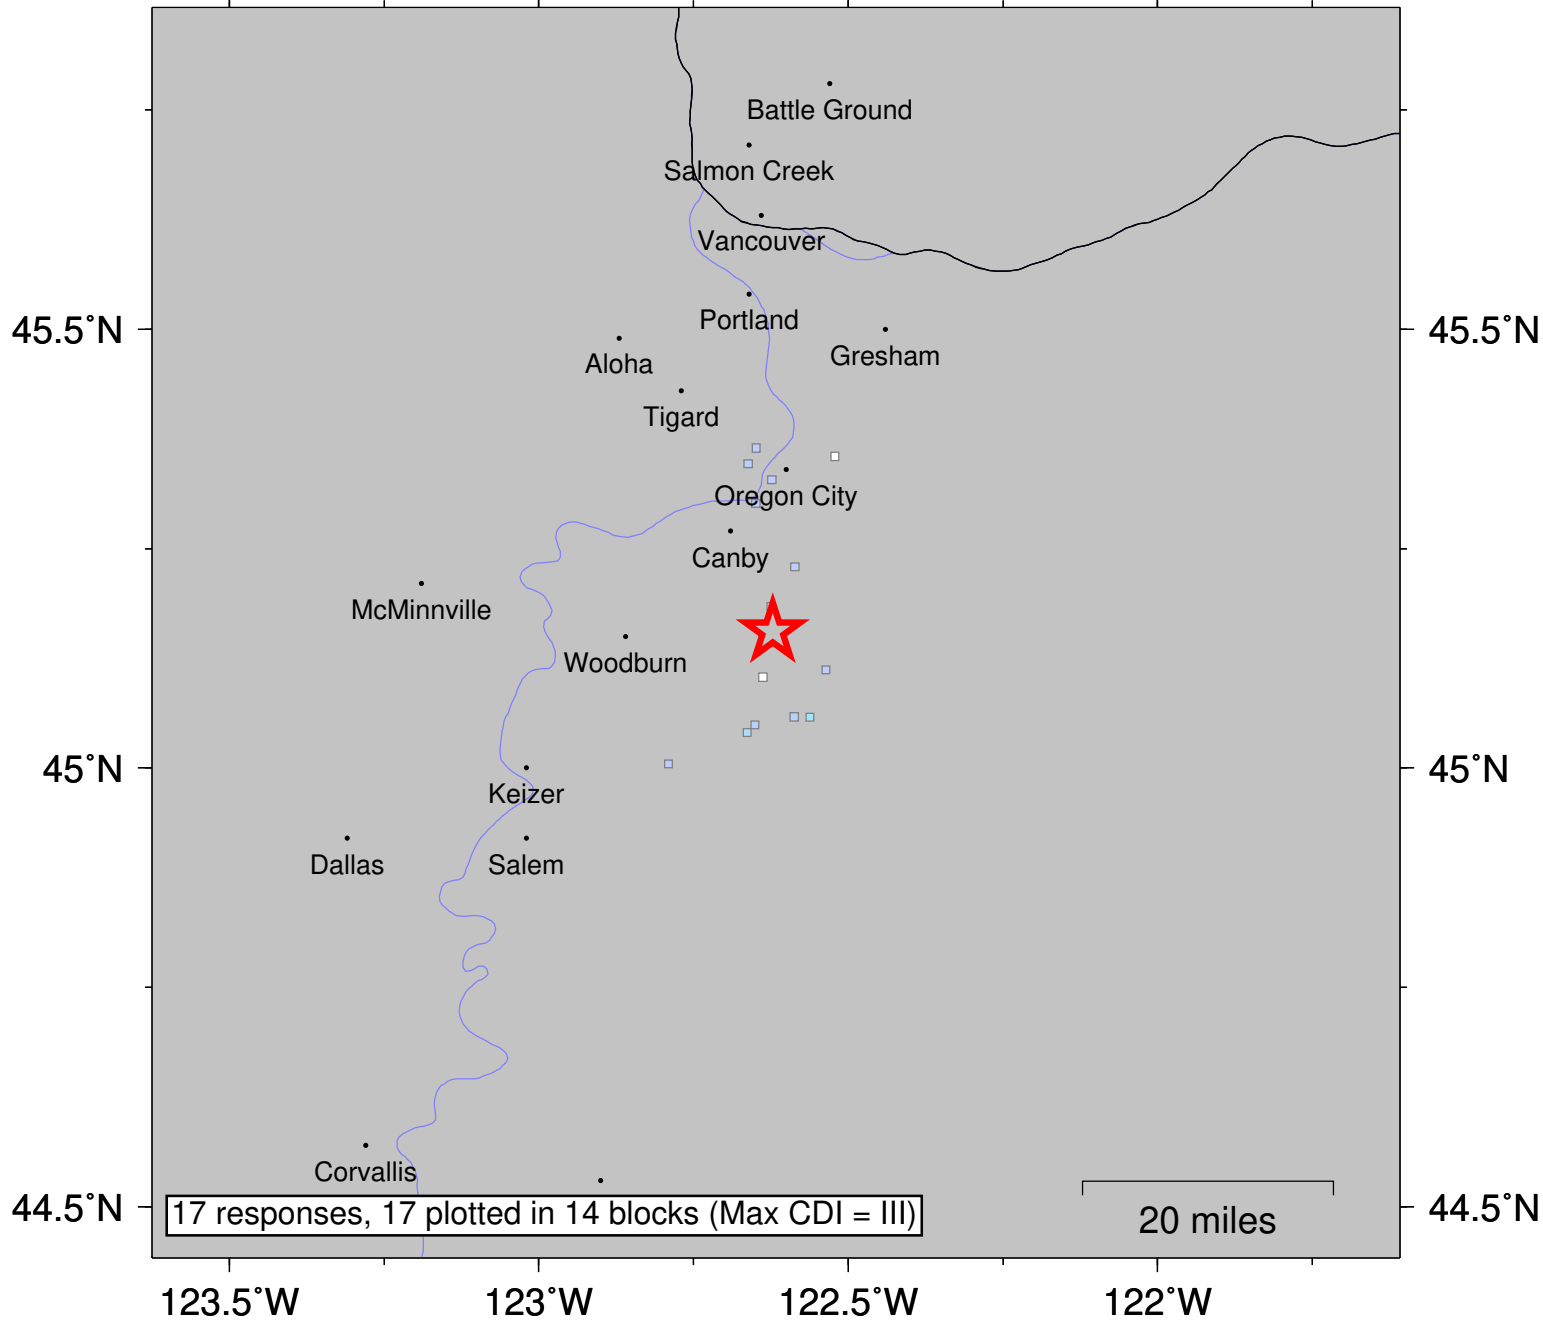 Battle Ground
Salmon Creek
Vancouver
Portland
45.5°N
45.5°N
Aloha
Gresham
Tigard
Oregon City
Canby
McMinnville
Woodburn
45°N
45°N
Keizer
Dallas
Salem
Corvallis
44.5°N
17 responses, 17 plotted in 14 blocks (Max CDI = III)
20 miles
44.5°N
123.5°W
123°W
122.5°W
122°W